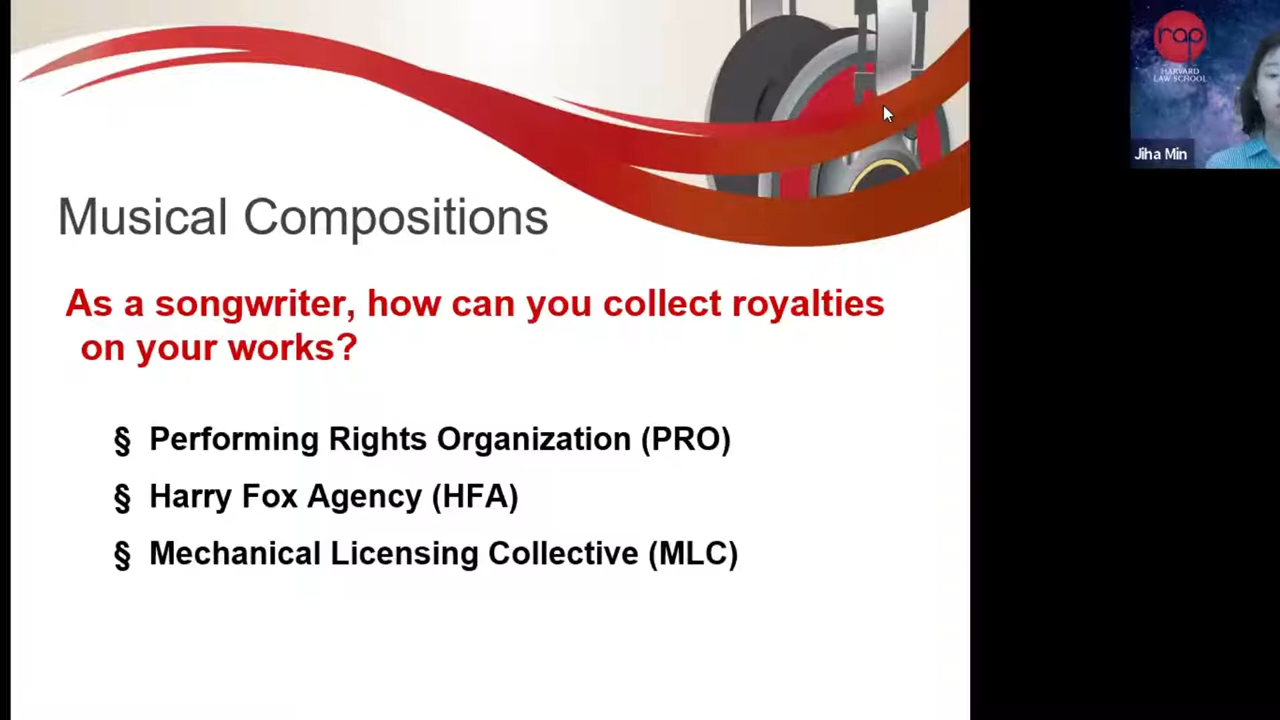 rap
HARVARD
LAW SCHOOL
Jiha Min
Musical Compositions
As a songwriter, how can you collect royalties
on your works?
§ Performing Rights Organization (PRO)
§ Harry Fox Agency (HFA)
§ Mechanical Licensing Collective (MLC)